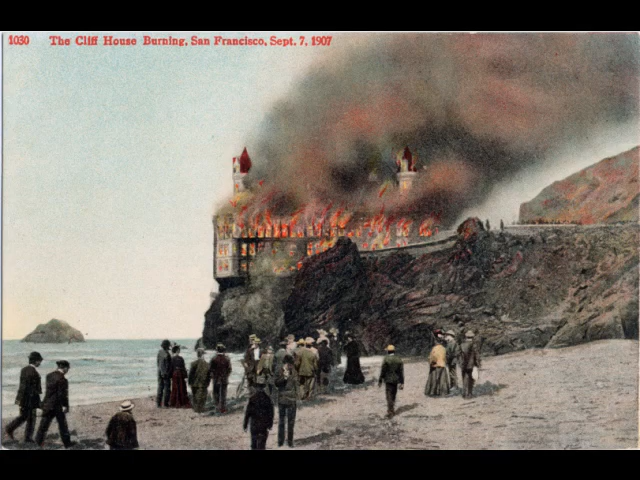 1030 The Cliff House Burning, San Francisco, Sept. 7, 1907